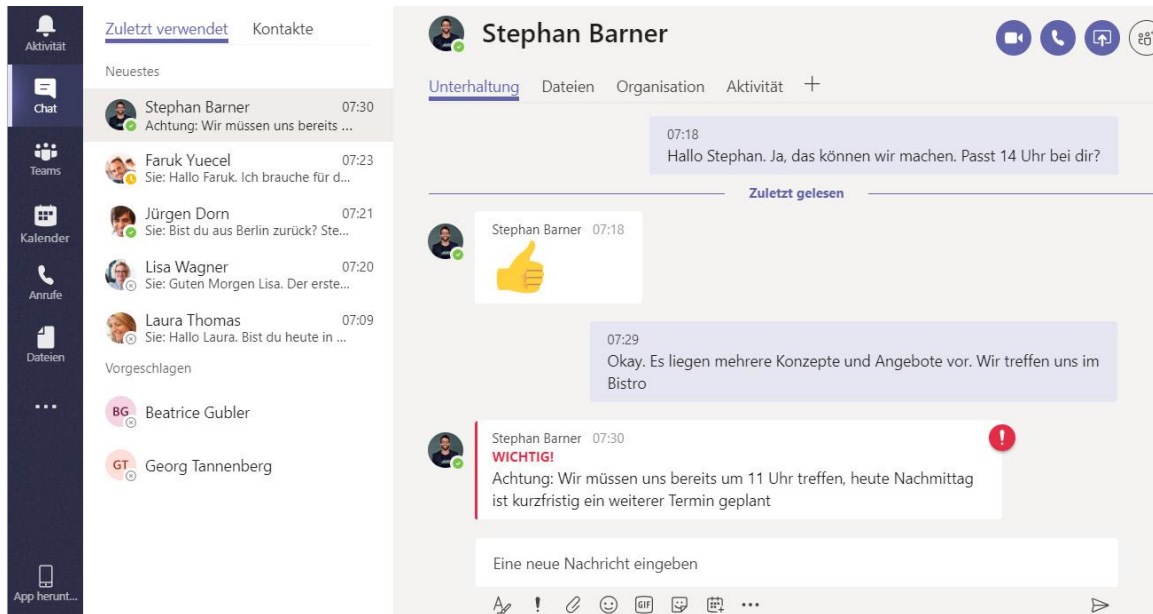 Aktivität
Chat
Teams
Kalender
Anrufe
Dateien
App herunt...
Zuletzt verwendet Kontakte
Neuestes
Stephan Barner 07:30
Achtung: Wir müssen uns bereits ...
Faruk Yuecel 07:23
Sie: Hallo Faruk. Ich brauche für d...
Jürgen Dorn 07:21
Sie: Bist du aus Berlin zurück? Ste...
Lisa Wagner 07:20
Sie: Guten Morgen Lisa. Der erste...
Laura Thomas 07:09
Sie: Hallo Laura. Bist du heute in ...
Vorgeschlagen
BG Beatrice Gubler
GT Georg Tannenberg
Stephan Barner
Unterhaltung Dateien Organisation Aktivität
07:18
Hallo Stephan. Ja, das können wir machen. Passt 14 Uhr bei dir?
Zuletzt gelesen
Stephan Barner 07:18
07:29
Okay. Es liegen mehrere Konzepte und Angebote vor. Wir treffen uns im
Bistro
Stephan Barner 07:30
WICHTIG!
Achtung: Wir müssen uns bereits um 11 Uhr treffen, heute Nachmittag
ist kurzfristig ein weiterer Termin geplant
Eine neue Nachricht eingeben
GIF